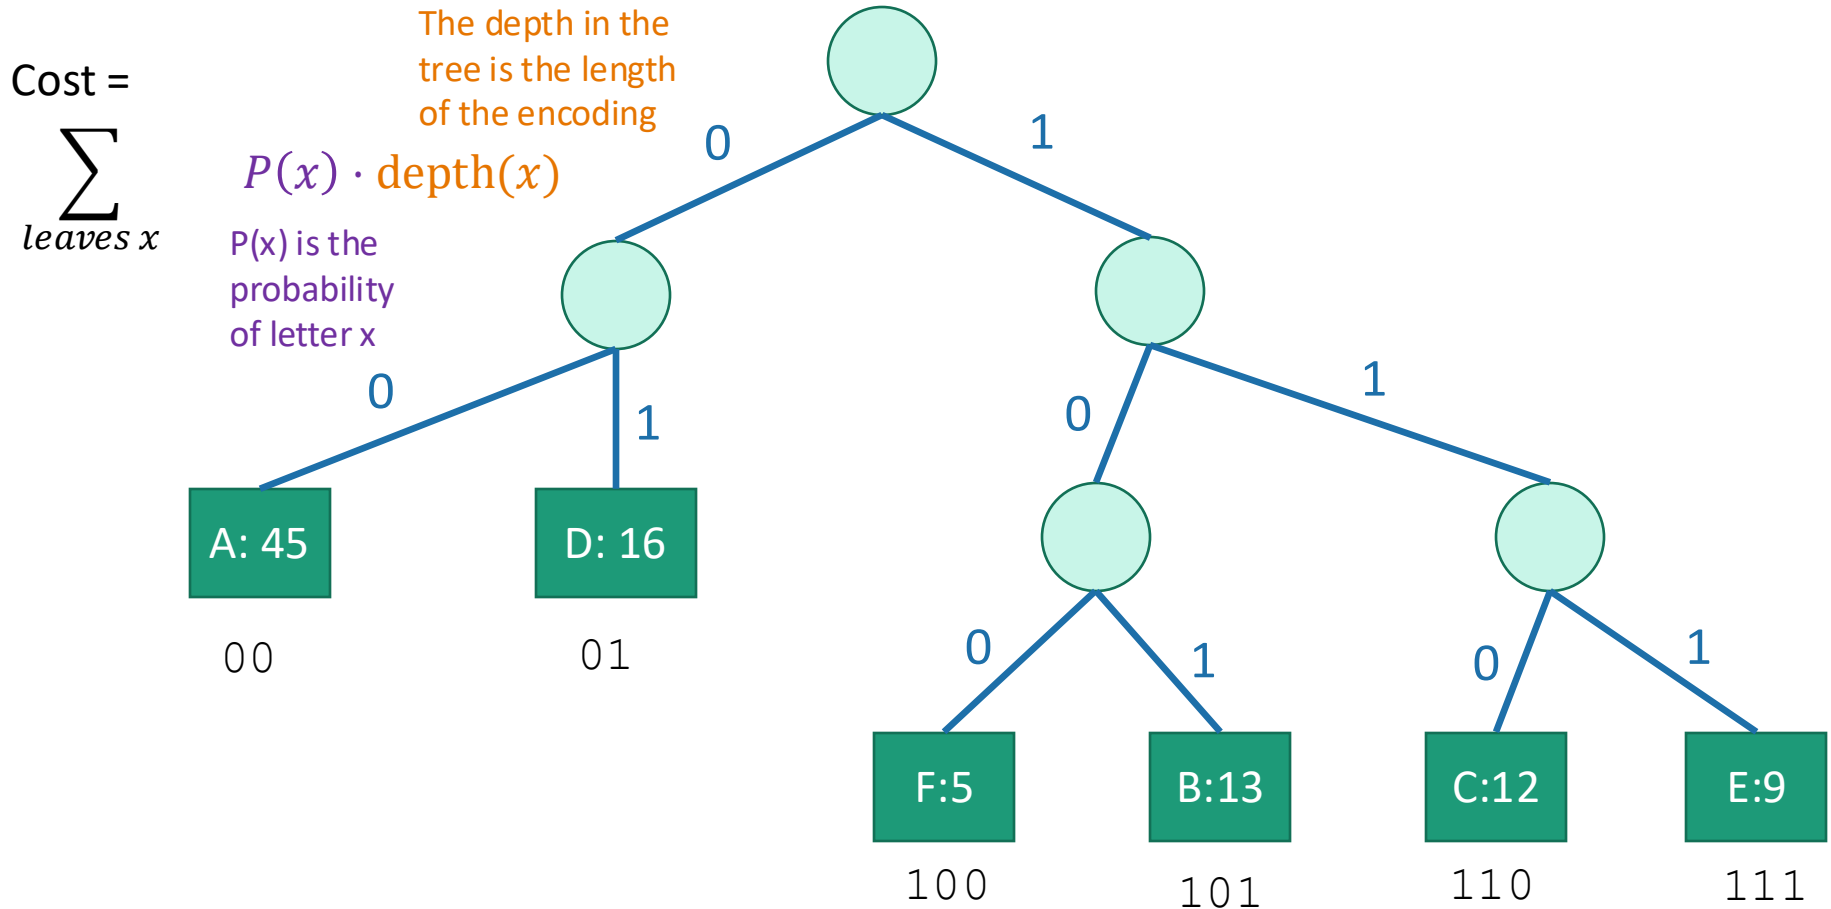 The depth in the
tree is the length
of the encoding
Cost =
∑
leaves x
P(x) · depth(x)
P(x) is the
probability
of letter x
0
1
0
1
0
1
A: 45
D: 16
00
01
0
1
0
1
F:5
B:13
C:12
E:9
100
101
110
111